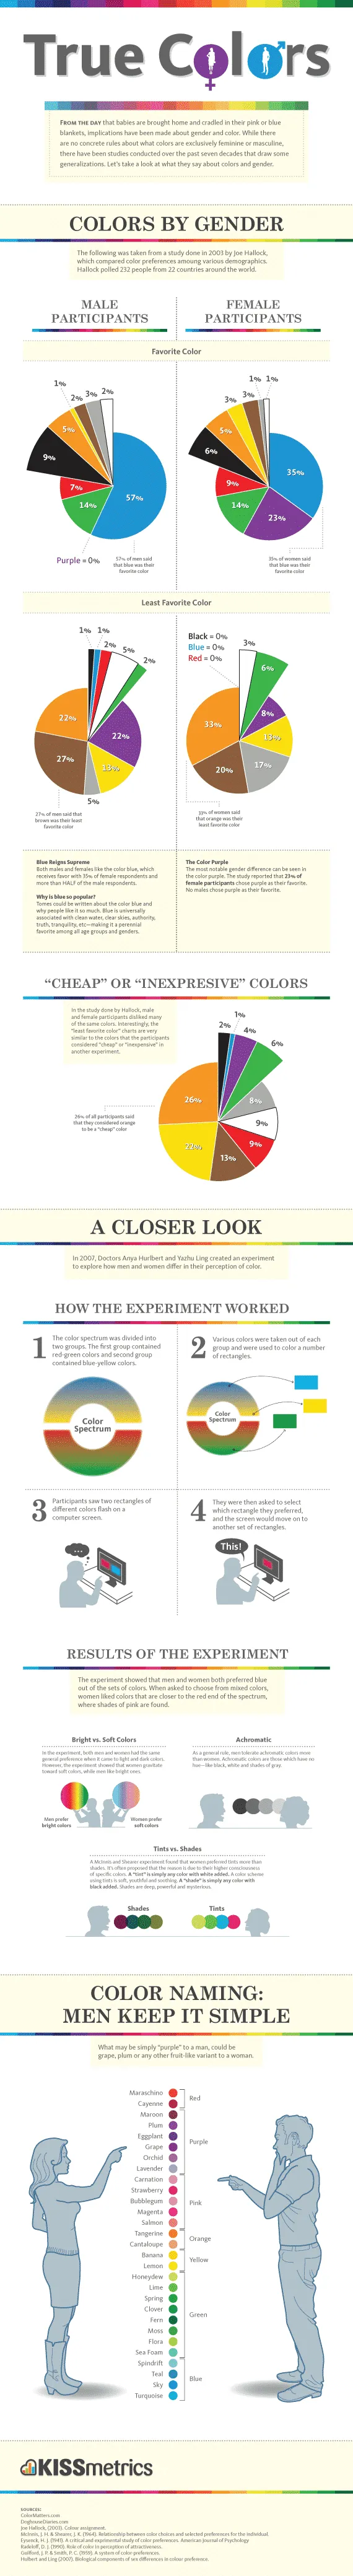 True Colors
FROM THE DAY that babies are brought home and cradled in their pink or blue
blankets, implications have been made about gender and color. While there
are no concrete rules about what colors are exclusively feminine or masculine,
there have been studies conducted over the past seven decades that draw some
generalizations. Let's take a look at what they say about colors and gender.
COLORS BY GENDER
The following was taken from a study done in 2003 by Joe Hallock,
which compared color preferences amoung various demographics.
Hallock polled 232 people from 22 countries around the world.
MALE
PARTICIPANTS
FEMALE
PARTICIPANTS
Favorite Color
1%
2%
3%
2%
5%
9%
7%
14%
57%
Purple = 0%
57% of men said
that blue was their
favorite color
1%
1%
3%
3%
5%
6%
9%
14%
23%
35%
35% of women said
that blue was their
favorite color
Least Favorite Color
1%
1%
2%
5%
2%
22%
22%
27%
13%
5%
27% of men said that
brown was their least
favorite color
Black = 0%
Blue = 0%
Red = 0%
3%
6%
8%
13%
17%
20%
33%
33% of women said
that orange was their
least favorite color
Blue Reigns Supreme
Both males and females like the color blue, which
receives favor with 35% of female respondents and
more than HALF of the male respondents.
Why is blue so popular?
Tomes could be written about the color blue and
why people like it so much. Blue is universally
associated with clean water, clear skies, authority,
truth, tranquility, etc—making it a perennial
favorite among all age groups and genders.
The Color Purple
The most notable gender difference can be seen in
the color purple. The study reported that 23% of
female participants chose purple as their favorite.
No males chose purple as their favorite.
“CHEAP” OR “INEXPRESIVE” COLORS
In the study done by Hallock, male
and female participants disliked many
of the same colors. Interestingly, the
"least favorite color" charts are very
similar to the colors that the participants
considered "cheap" or "inexpensive" in
another experiment.
1%
2%
4%
6%
8%
9%
9%
13%
22%
26%
26% of all participants said
that they considered orange
to be a "cheap" color
A CLOSER LOOK
In 2007, Doctors Anya Hurlbert and Yazhu Ling created an experiment
to explore how men and women differ in their perception of color.
HOW THE EXPERIMENT WORKED
1
The color spectrum was divided into
two groups. The first group contained
red-green colors and second group
contained blue-yellow colors.
Color
Spectrum
2
Various colors were taken out of each
group and were used to color a number
of rectangles.
Color
Spectrum
3
Participants saw two rectangles of
different colors flash on a
computer screen.
...
4
They were then asked to select
which rectangle they preferred,
and the screen would move on to
another set of rectangles.
This!
RESULTS OF THE EXPERIMENT
The experiment showed that men and women both preferred blue
out of the sets of colors. When asked to choose from mixed colors,
women liked colors that are closer to the red end of the spectrum,
where shades of pink are found.
Bright vs. Soft Colors
In the experiment, both men and women had the same
general preference when it came to light and dark colors.
However, the experiment showed that women gravitate
toward soft colors, while men like bright ones.
Men prefer
bright colors
Women prefer
soft colors
Achromatic
As a general rule, men tolerate achromatic colors more
than women. Achromatic colors are those which have no
hue—like black, white and shades of gray.
Tints vs. Shades
A McInnis and Shearer experiment found that women preferred tints more than
shades. It's often proposed that the reason is due to their higher consciousness
of specific colors. A "tint" is simply any color with white added. A color scheme
using tints is soft, youthful and soothing. A "shade" is simply any color with
black added. Shades are deep, powerful and mysterious.
Shades
Tints
COLOR NAMING:
MEN KEEP IT SIMPLE
What may be simply "purple" to a man, could be
grape, plum or any other fruit-like variant to a woman.
Maraschino
Cayenne
Maroon
Plum
Eggplant
Grape
Orchid
Lavender
Carnation
Strawberry
Bubblegum
Magenta
Salmon
Tangerine
Cantaloupe
Banana
Lemon
Honeydew
Lime
Spring
Clover
Fern
Moss
Flora
Sea Foam
Spindrift
Teal
Sky
Turquoise
Red
Purple
Pink
Orange
Yellow
Green
Blue
KISSmetrics
SOURCES:
ColorMatters.com
DoghouseDiaries.com
Joe Hallock, (2003). Colour assignment.
McInnis, J. H. & Shearer, J. K. (1964). Relationship between color choices and selected preferences for the individual.
Eysenck, H. J. (1941). A critical and experimental study of color preferences. American Journal of Psychology
Radeloff, D. J. (1990). Role of color in perception of attractiveness.
Guilford, J. P. & Smith, P. C. (1959). A system of color-preferences.
Hulbert and Ling (2007). Biological components of sex differences in colour preference.